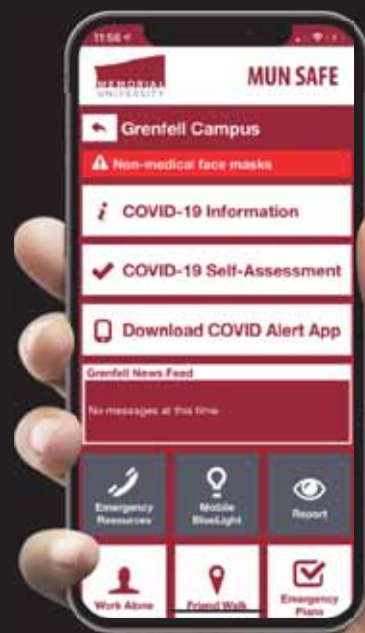 11:56
MEMORIAL
UNIVERSITY
MUN SAFE
Grenfell Campus
Non-medical face masks
i COVID-19 Information
COVID-19 Self-Assessment
Download COVID Alert App
Grenfell News Feed
No messages at this time.
Emergency
Resources
Mobile
BlueLight
Report
Work Alone
Friend Walk
Emergency
Plans